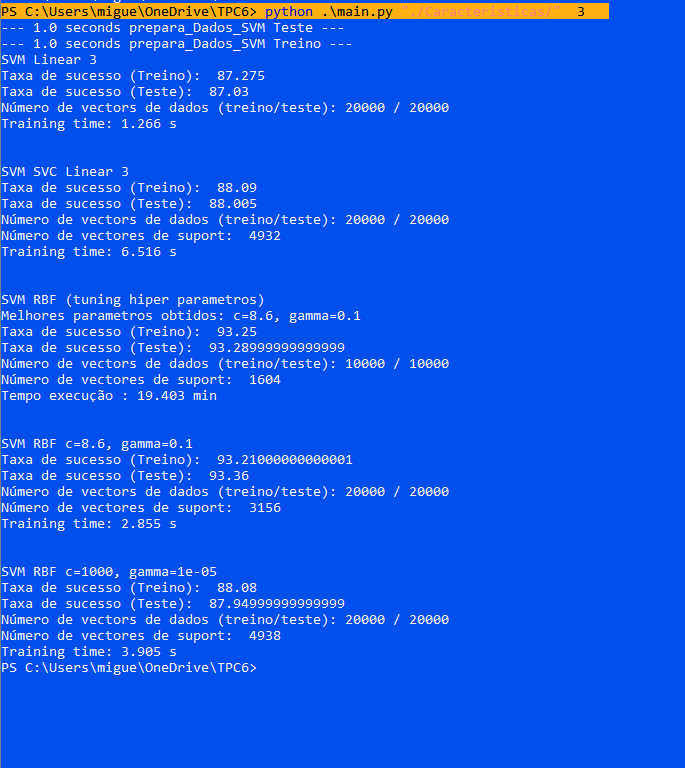 PS C:\Users\migue\OneDrive\TPC6> python .\main.py "./Caracteristicas/" 3
--- 1.0 seconds prepara_Dados_SVM Teste ---
--- 1.0 seconds prepara_Dados_SVM Treino ---
SVM Linear 3
Taxa de sucesso (Treino):  87.275
Taxa de sucesso (Teste):  87.03
Número de vectors de dados (treino/teste): 20000 / 20000
Training time: 1.266 s
SVM SVC Linear 3
Taxa de sucesso (Treino):  88.09
Taxa de sucesso (Teste):  88.005
Número de vectors de dados (treino/teste): 20000 / 20000
Número de vectores de suport:  4932
Training time: 6.516 s
SVM RBF (tuning hiper parametros)
Melhores parametros obtidos: c=8.6, gamma=0.1
Taxa de sucesso (Treino):  93.25
Taxa de sucesso (Teste):  93.28999999999999
Número de vectors de dados (treino/teste): 10000 / 10000
Número de vectores de suport:  1604
Tempo execução : 19.403 min
SVM RBF c=8.6, gamma=0.1
Taxa de sucesso (Treino):  93.21000000000001
Taxa de sucesso (Teste):  93.36
Número de vectors de dados (treino/teste): 20000 / 20000
Número de vectores de suport:  3156
Training time: 2.855 s
SVM RBF c=1000, gamma=1e-05
Taxa de sucesso (Treino):  88.08
Taxa de sucesso (Teste):  87.94999999999999
Número de vectors de dados (treino/teste): 20000 / 20000
Número de vectores de suport:  4938
Training time: 3.905 s
PS C:\Users\migue\OneDrive\TPC6>